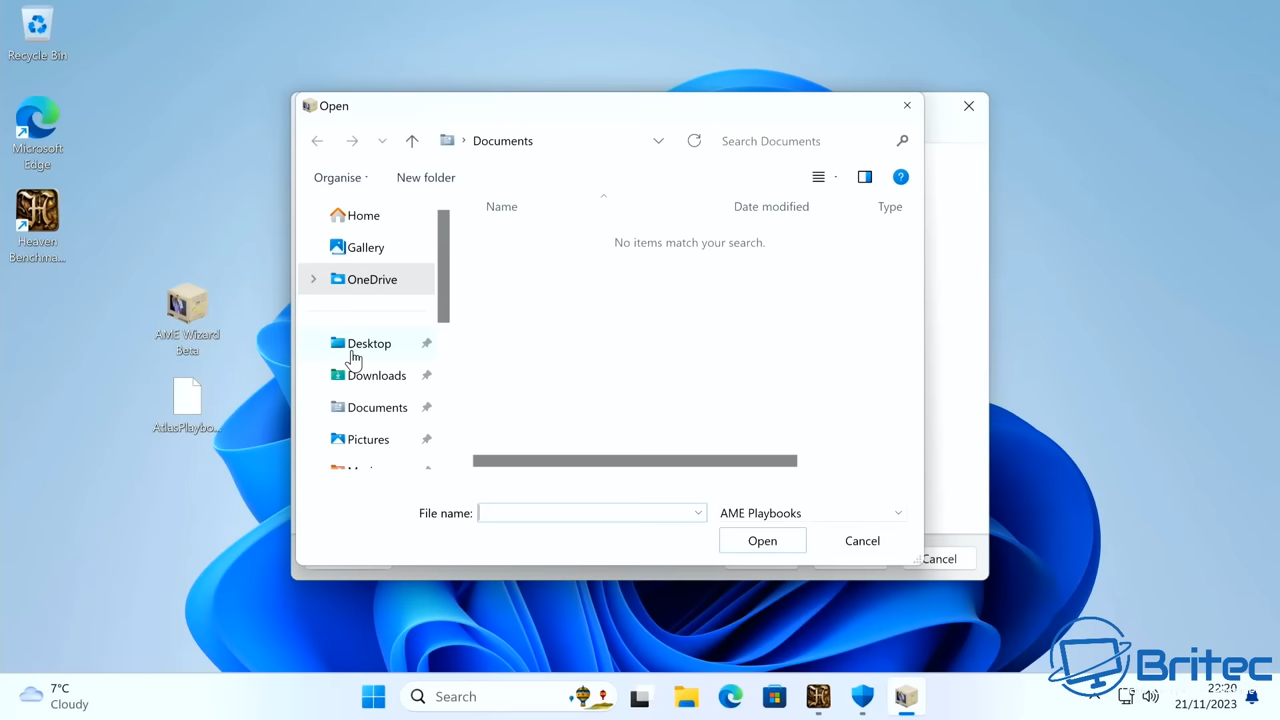 Recycle Bin
Microsoft
Edge
Heaven
Benchma...
AME Wizard
Beta
AtlasPlaybo...
Open
Documents
Search Documents
Organise
New folder
Home
Gallery
OneDrive
Desktop
Downloads
Documents
Pictures
Name
Date modified
Type
No items match your search.
File name:
AME Playbooks
Open
Cancel
Cancel
7°C
Cloudy
Search
22:20
21/11/2023
Britec